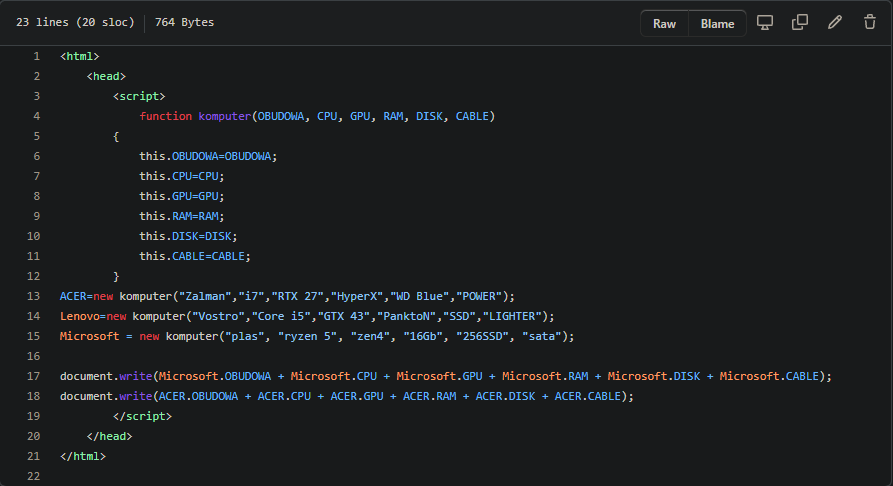 23 lines (20 sloc) | 764 Bytes Raw Blame
1 <html>
2 <head>
3 <script>
4 function komputer(OBUDOWA, CPU, GPU, RAM, DISK, CABLE)
5 {
6 this.OBUDOWA=OBUDOWA;
7 this.CPU=CPU;
8 this.GPU=GPU;
9 this.RAM=RAM;
10 this.DISK=DISK;
11 this.CABLE=CABLE;
12 }
13 ACER=new komputer("Zalman","i7","RTX 27","HyperX","WD Blue","POWER");
14 Lenovo=new komputer("Vostro","Core i5","GTX 43","PanktoN","SSD","LIGHTER");
15 Microsoft = new komputer("plas", "ryzen 5", "zen4", "16Gb", "256SSD", "sata");
16
17 document.write(Microsoft.OBUDOWA + Microsoft.CPU + Microsoft.GPU + Microsoft.RAM + Microsoft.DISK + Microsoft.CABLE);
18 document.write(ACER.OBUDOWA + ACER.CPU + ACER.GPU + ACER.RAM + ACER.DISK + ACER.CABLE);
19 </script>
20 </head>
21 </html>
22